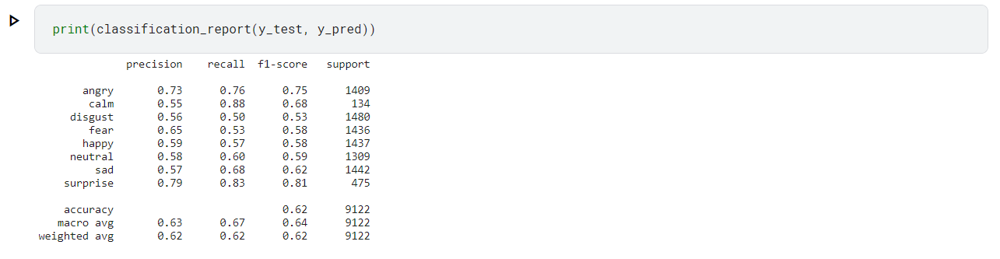 print(classification_report(y_test, y_pred))
precision recall f1-score support
angry 0.73 0.76 0.75 1409
calm 0.55 0.88 0.68 134
disgust 0.56 0.50 0.53 1480
fear 0.65 0.53 0.58 1436
happy 0.59 0.57 0.58 1437
neutral 0.58 0.60 0.59 1309
sad 0.57 0.68 0.62 1442
surprise 0.79 0.83 0.81 475
accuracy 0.62 9122
macro avg 0.63 0.67 0.64 9122
weighted avg 0.62 0.62 0.62 9122